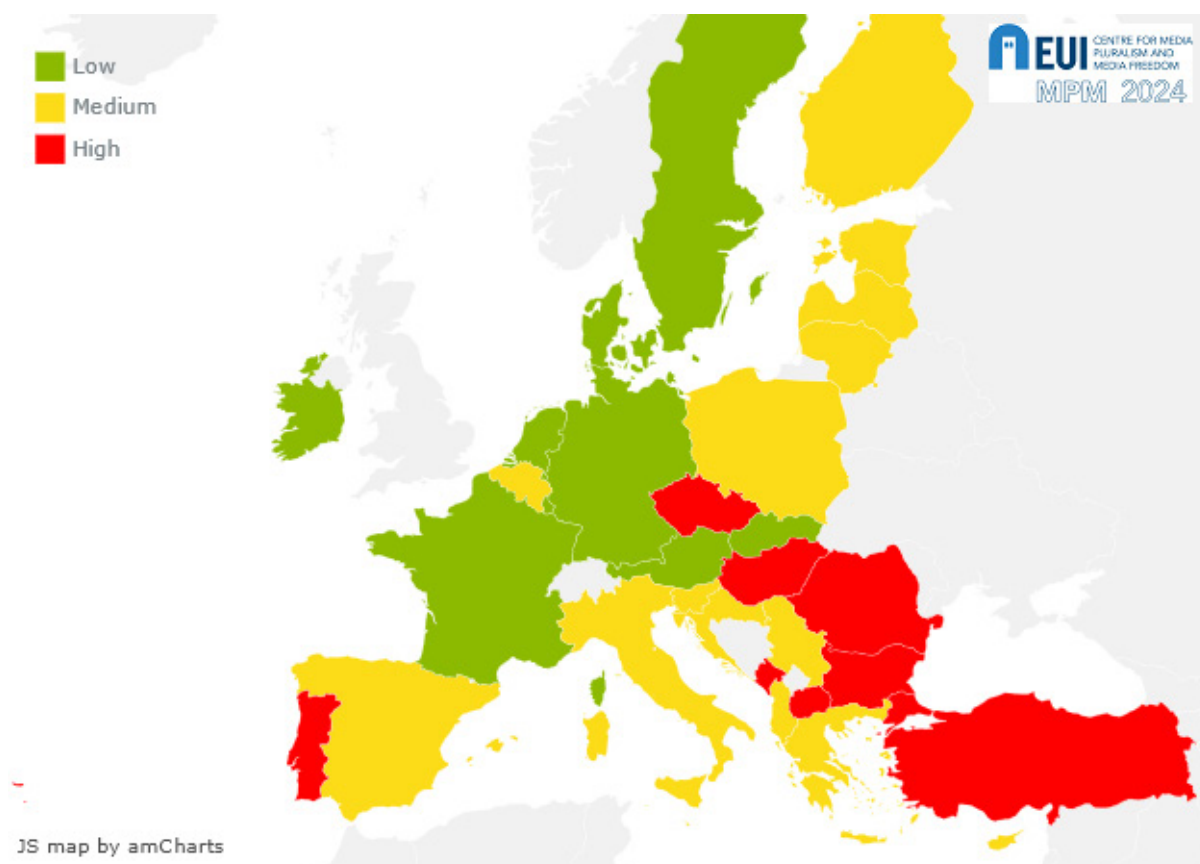 Low
Medium
High
EUI
CENTRE FOR MEDIA
PLURALISM AND
MEDIA FREEDOM
MPM 2024
JS map by amCharts